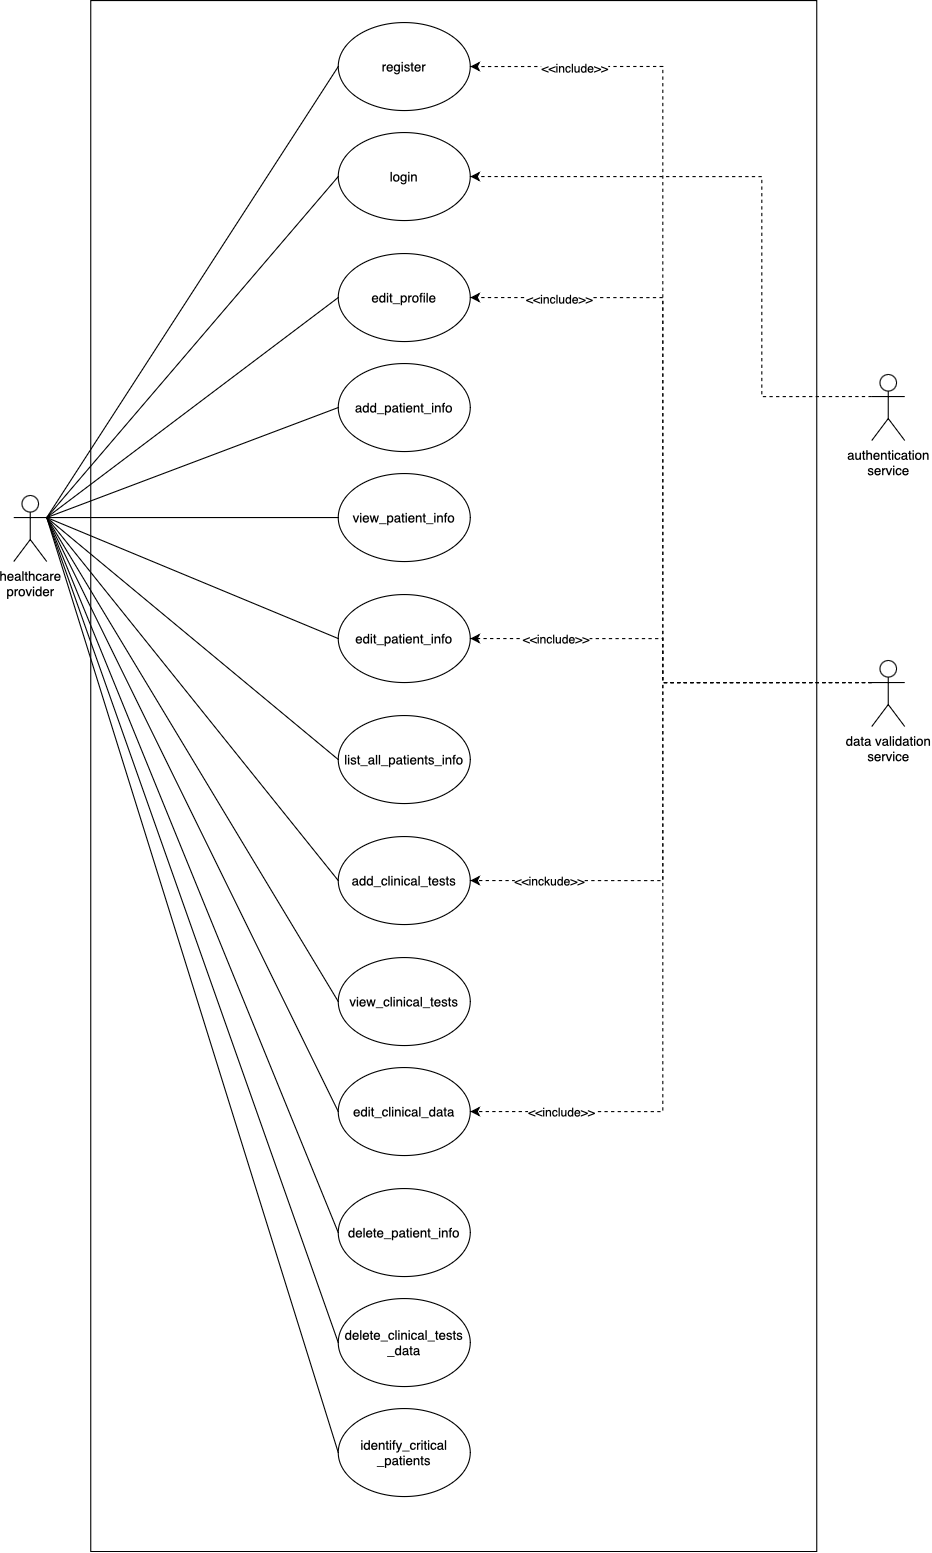 register
<<include>>
login
edit_profile
<<include>>
add_patient_info
authentication
service
view_patient_info
healthcare
provider
edit_patient_info
<<include>>
data validation
service
list_all_patients_info
add_clinical_tests
<<inckude>>
view_clinical_tests
edit_clinical_data
<<include>>
delete_patient_info
delete_clinical_tests
_data
identify_critical
_patients